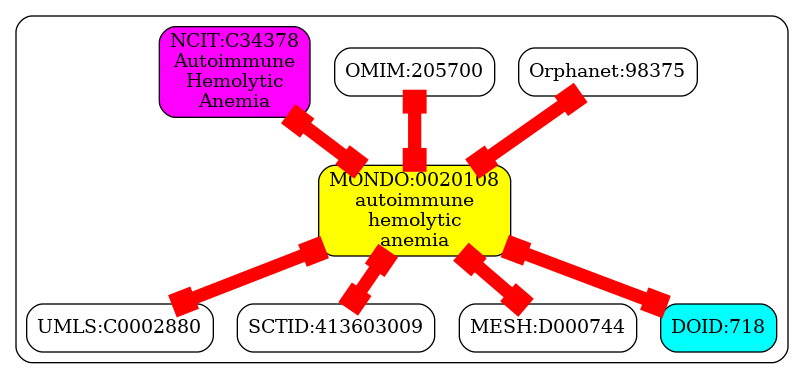 NCIT:C34378
Autoimmune
Hemolytic
Anemia
OMIM:205700
Orphanet:98375
MONDO:0020108
autoimmune
hemolytic
anemia
UMLS:C0002880
SCTID:413603009
MESH:D000744
DOID:718